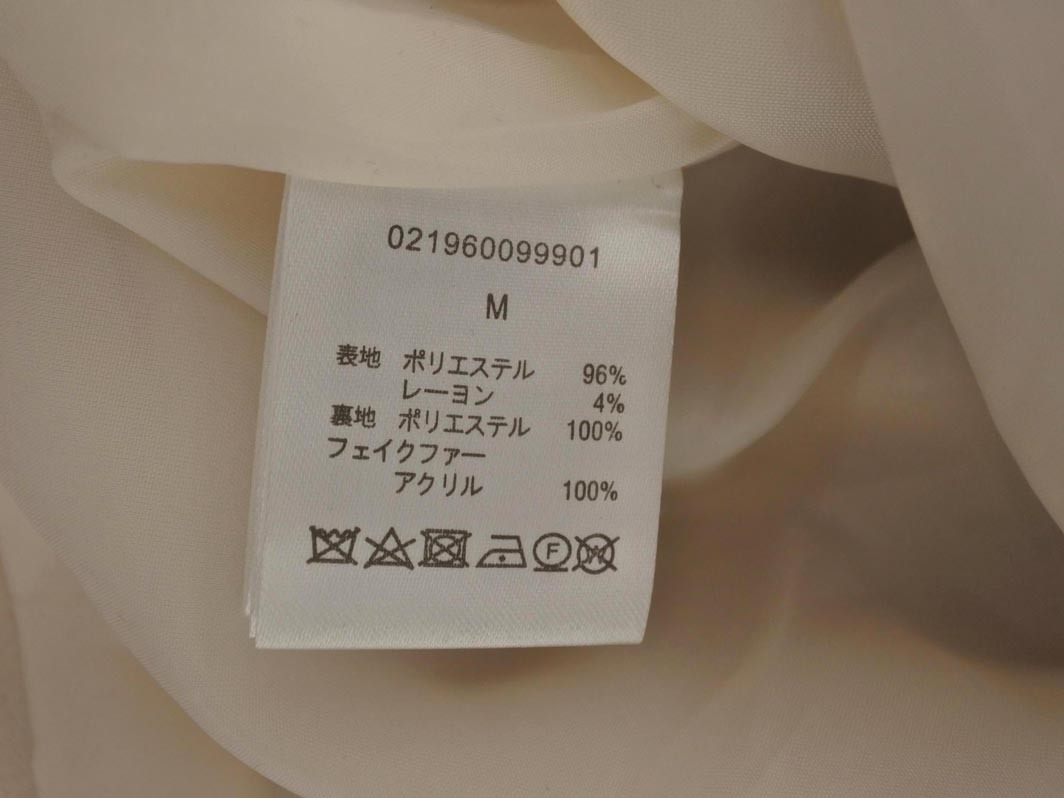 021960099901
M
表地 ポリエステル 96%
レーヨン 4%
裏地 ポリエステル 100%
フェイクファー
アクリル 100%
F W